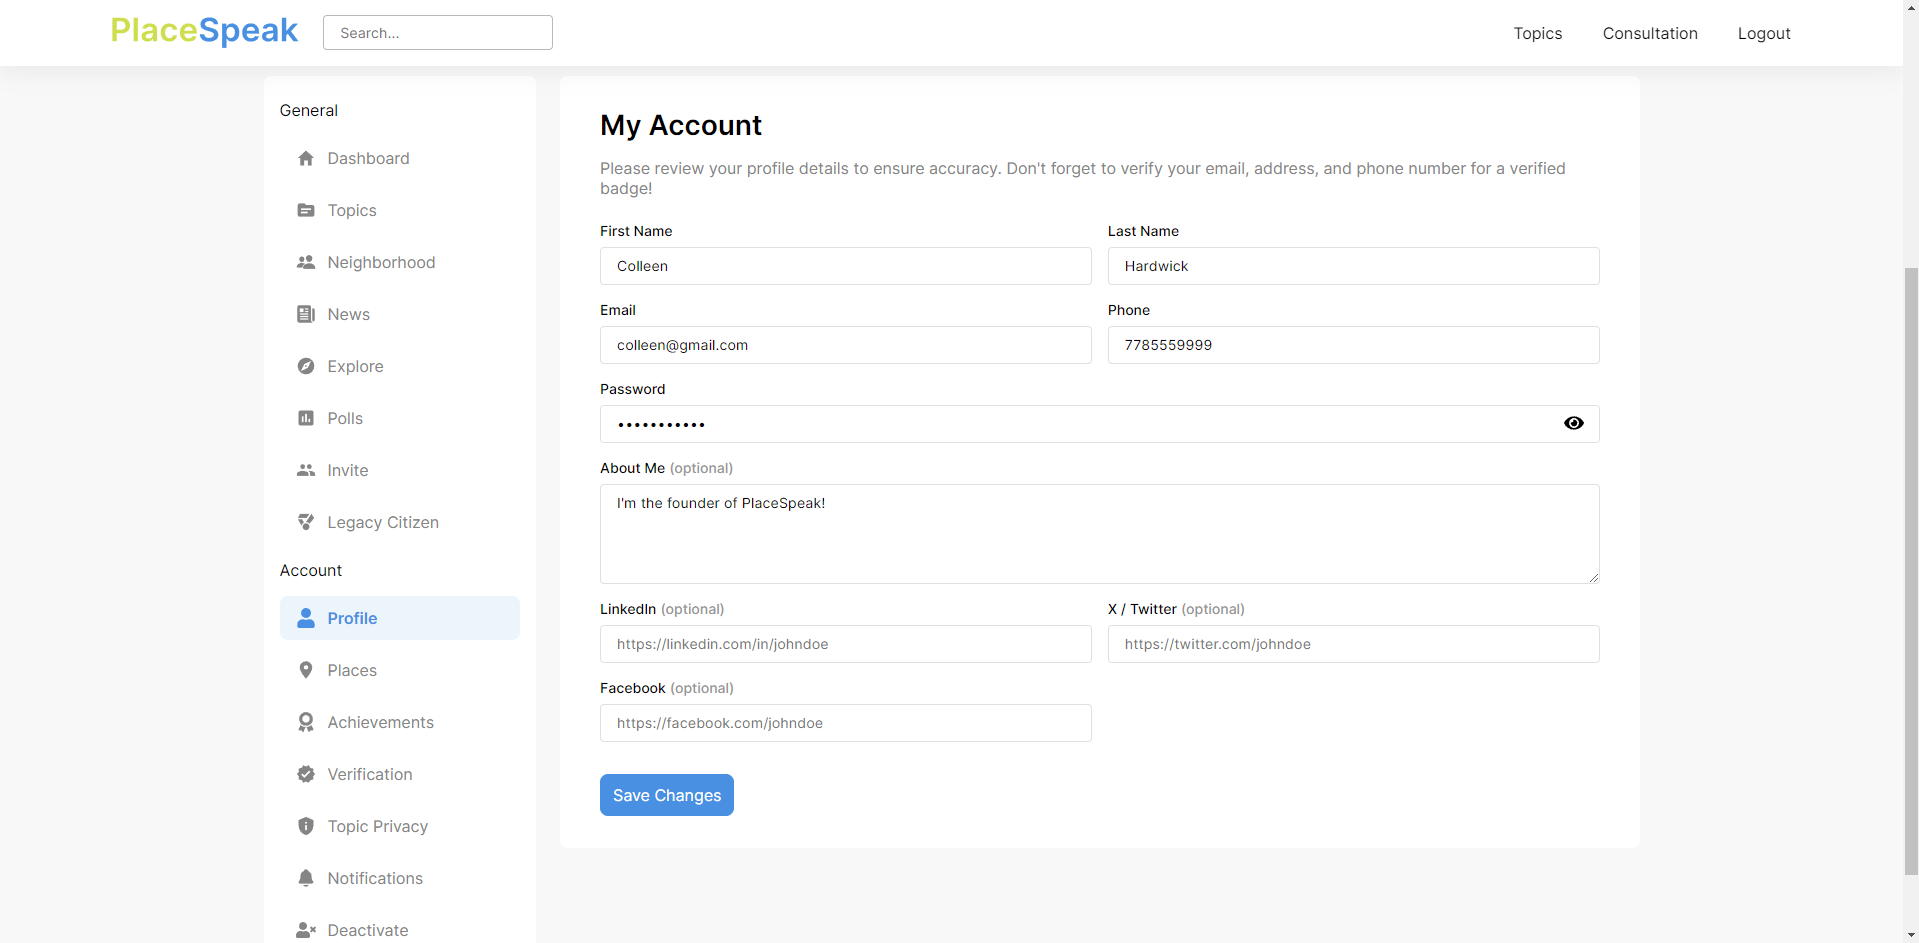 PlaceSpeak
Search...
Topics
Consultation
Logout
General
Dashboard
Topics
Neighborhood
News
Explore
Polls
Invite
Legacy Citizen
Account
Profile
Places
Achievements
Verification
Topic Privacy
Notifications
Deactivate
My Account
Please review your profile details to ensure accuracy. Don't forget to verify your email, address, and phone number for a verified
badge!
First Name
Last Name
Colleen
Hardwick
Email
Phone
colleen@gmail.com
7785559999
Password
•••••••••••
About Me (optional)
I'm the founder of PlaceSpeak!
LinkedIn (optional)
X / Twitter (optional)
https://linkedin.com/in/johndoe
https://twitter.com/johndoe
Facebook (optional)
https://facebook.com/johndoe
Save Changes